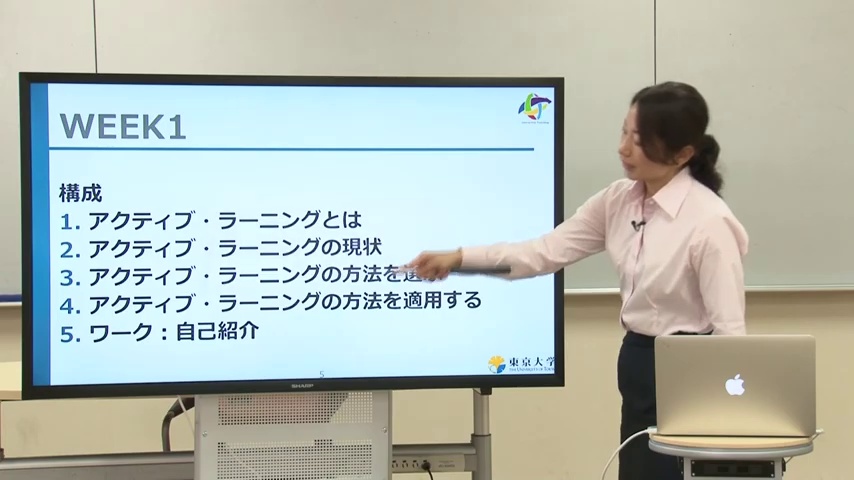 WEEK1
構成
1. アクティブ・ラーニングとは
2. アクティブ・ラーニングの現状
3. アクティブ・ラーニングの方法を
4. アクティブ・ラーニングの方法を適用する
5. ワーク：自己紹介
5
東京大学
SHARP